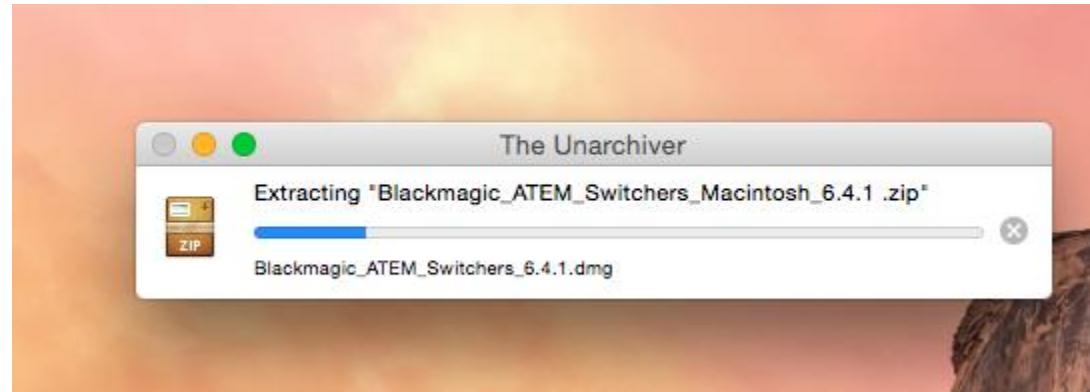 The Unarchiver
Extracting "Blackmagic_ATEM_Switchers_Macintosh_6.4.1 .zip"
ZIP
Blackmagic_ATEM_Switchers_6.4.1.dmg